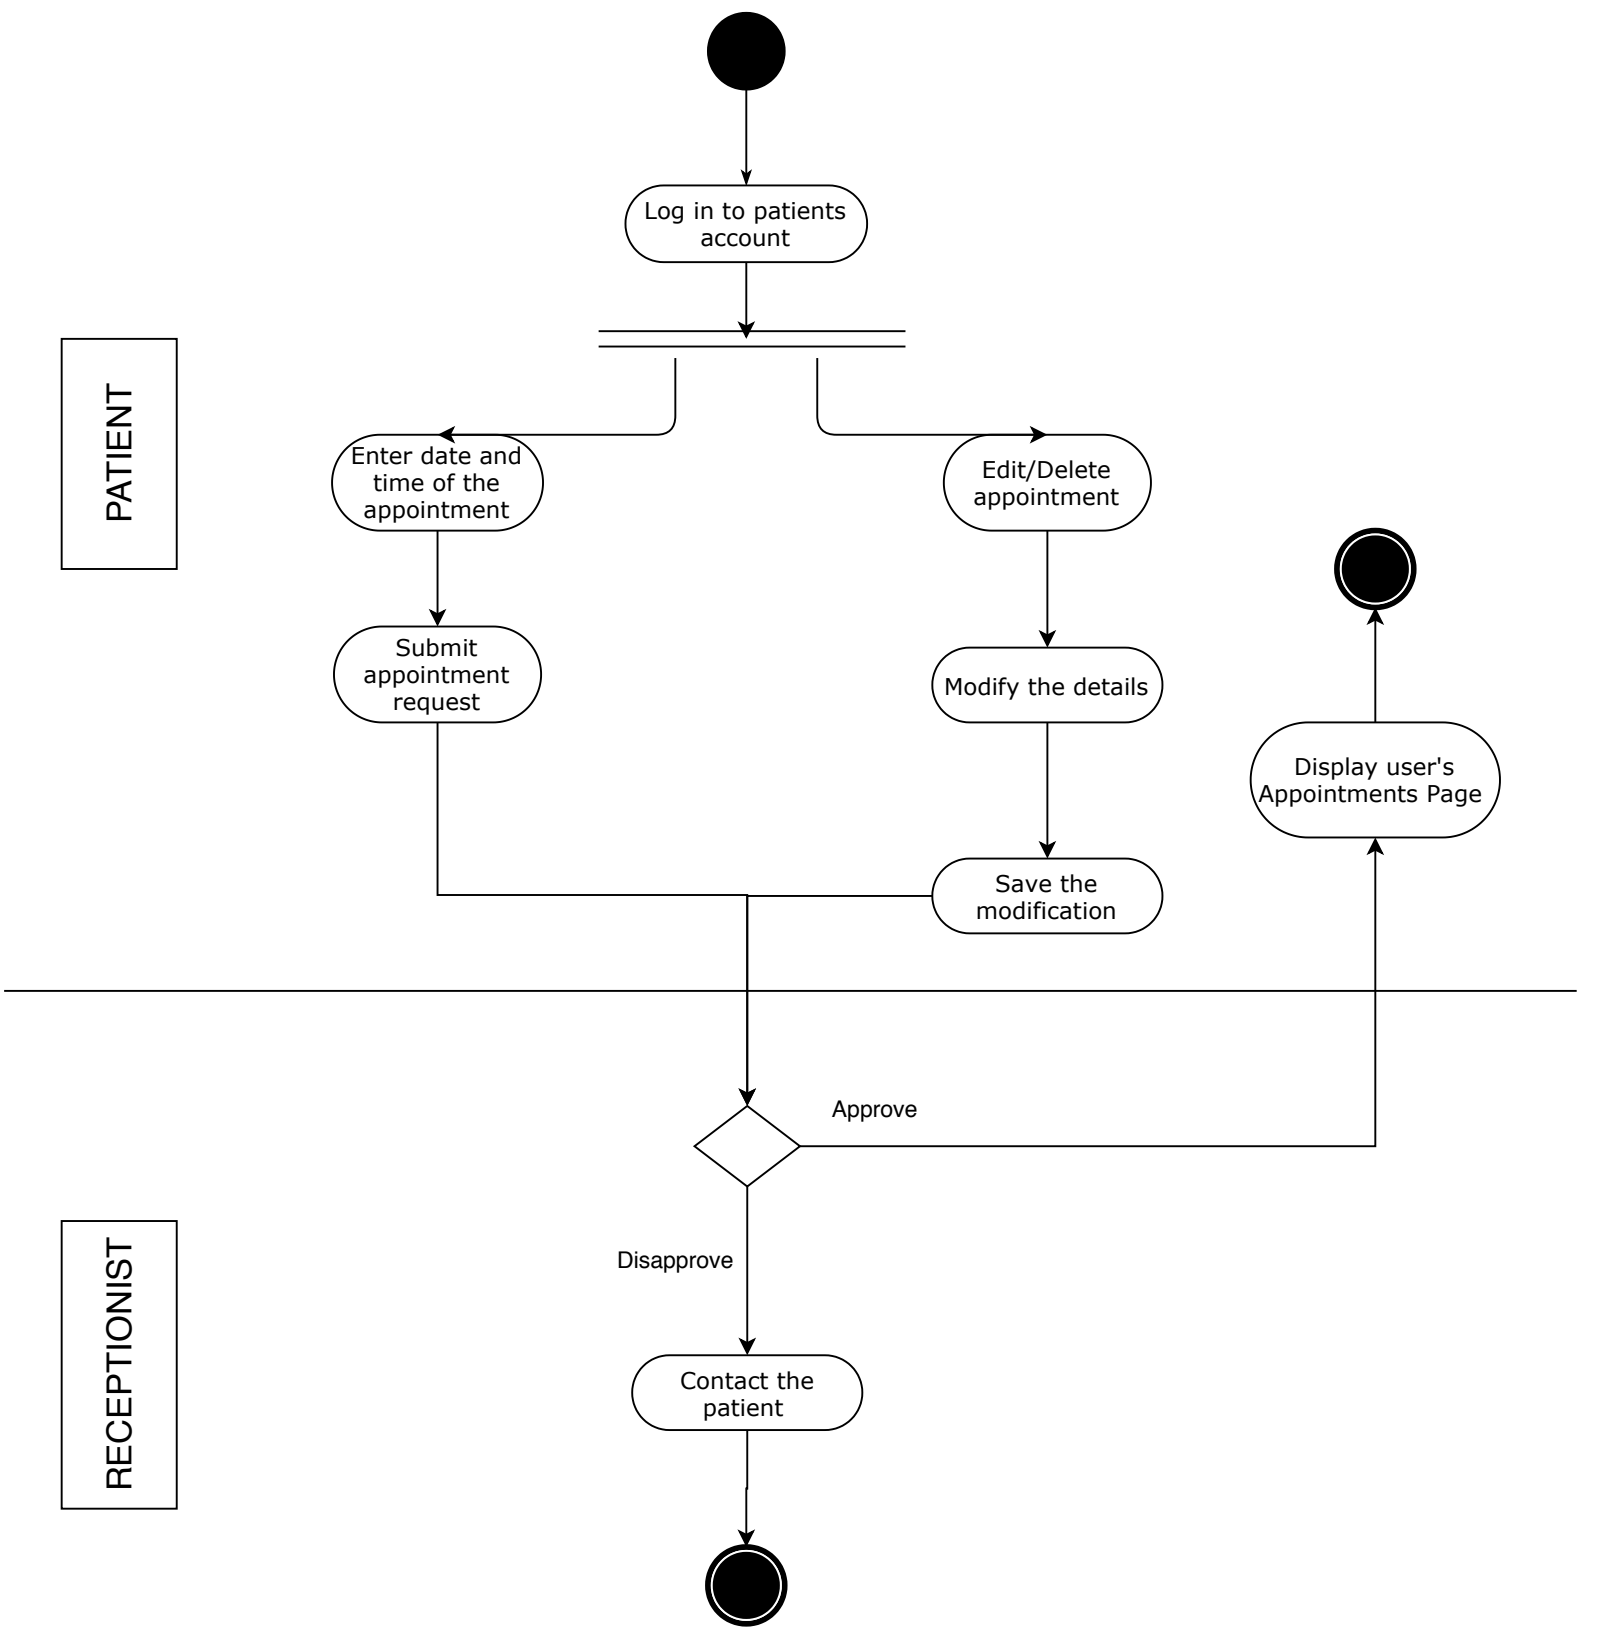 Log in to patients
account
PATIENT
Enter date and
time of the
appointment
Edit/Delete
appointment
Submit
appointment
request
Modify the details
Display user's
Appointments Page
Save the
modification
Approve
Disapprove
RECEPTIONIST
Contact the
patient